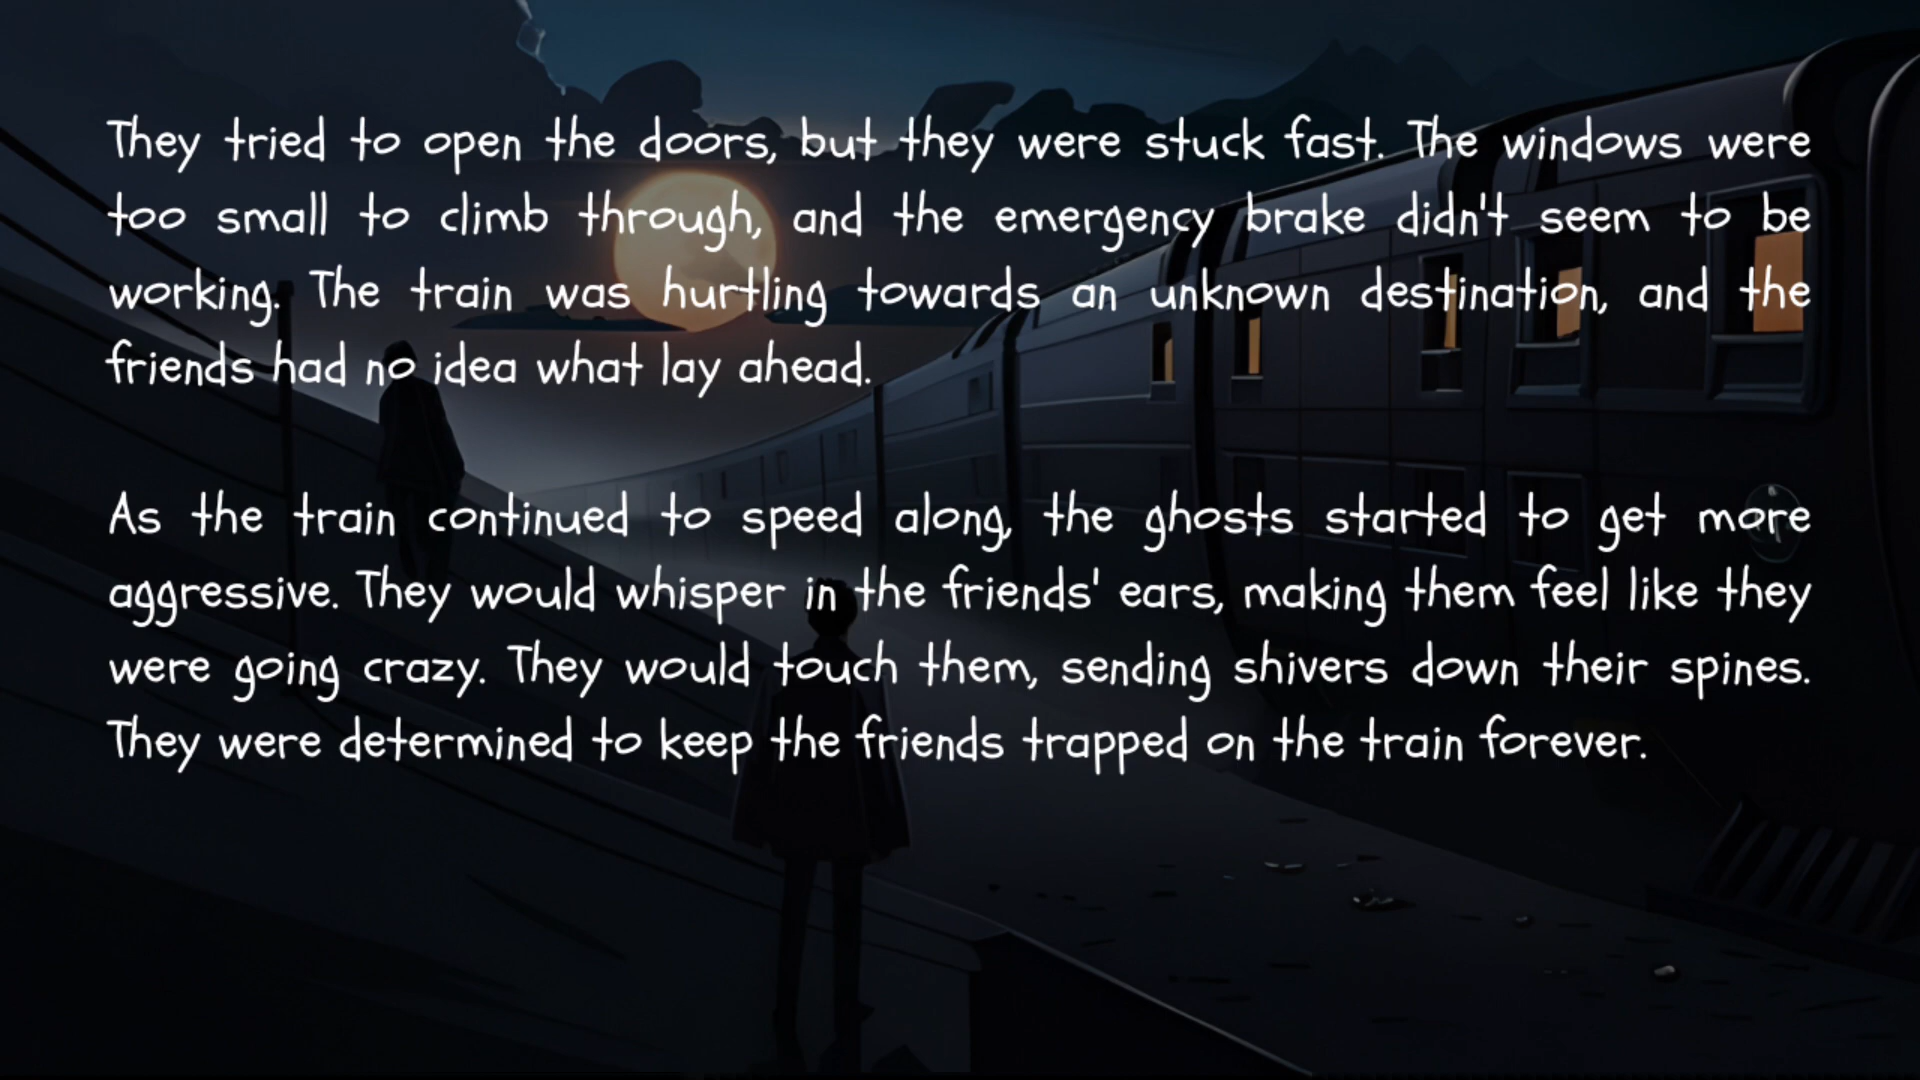 They tried to open the doors, but they were stuck fast. The windows were
too small to climb through, and the emergency brake didn't seem to be
working. The train was hurtling towards an unknown destination, and the
friends had no idea what lay ahead.
As the train continued to speed along, the ghosts started to get more
aggressive. They would whisper in the friends' ears, making them feel like they
were going crazy. They would touch them, sending shivers down their spines.
They were determined to keep the friends trapped on the train forever.